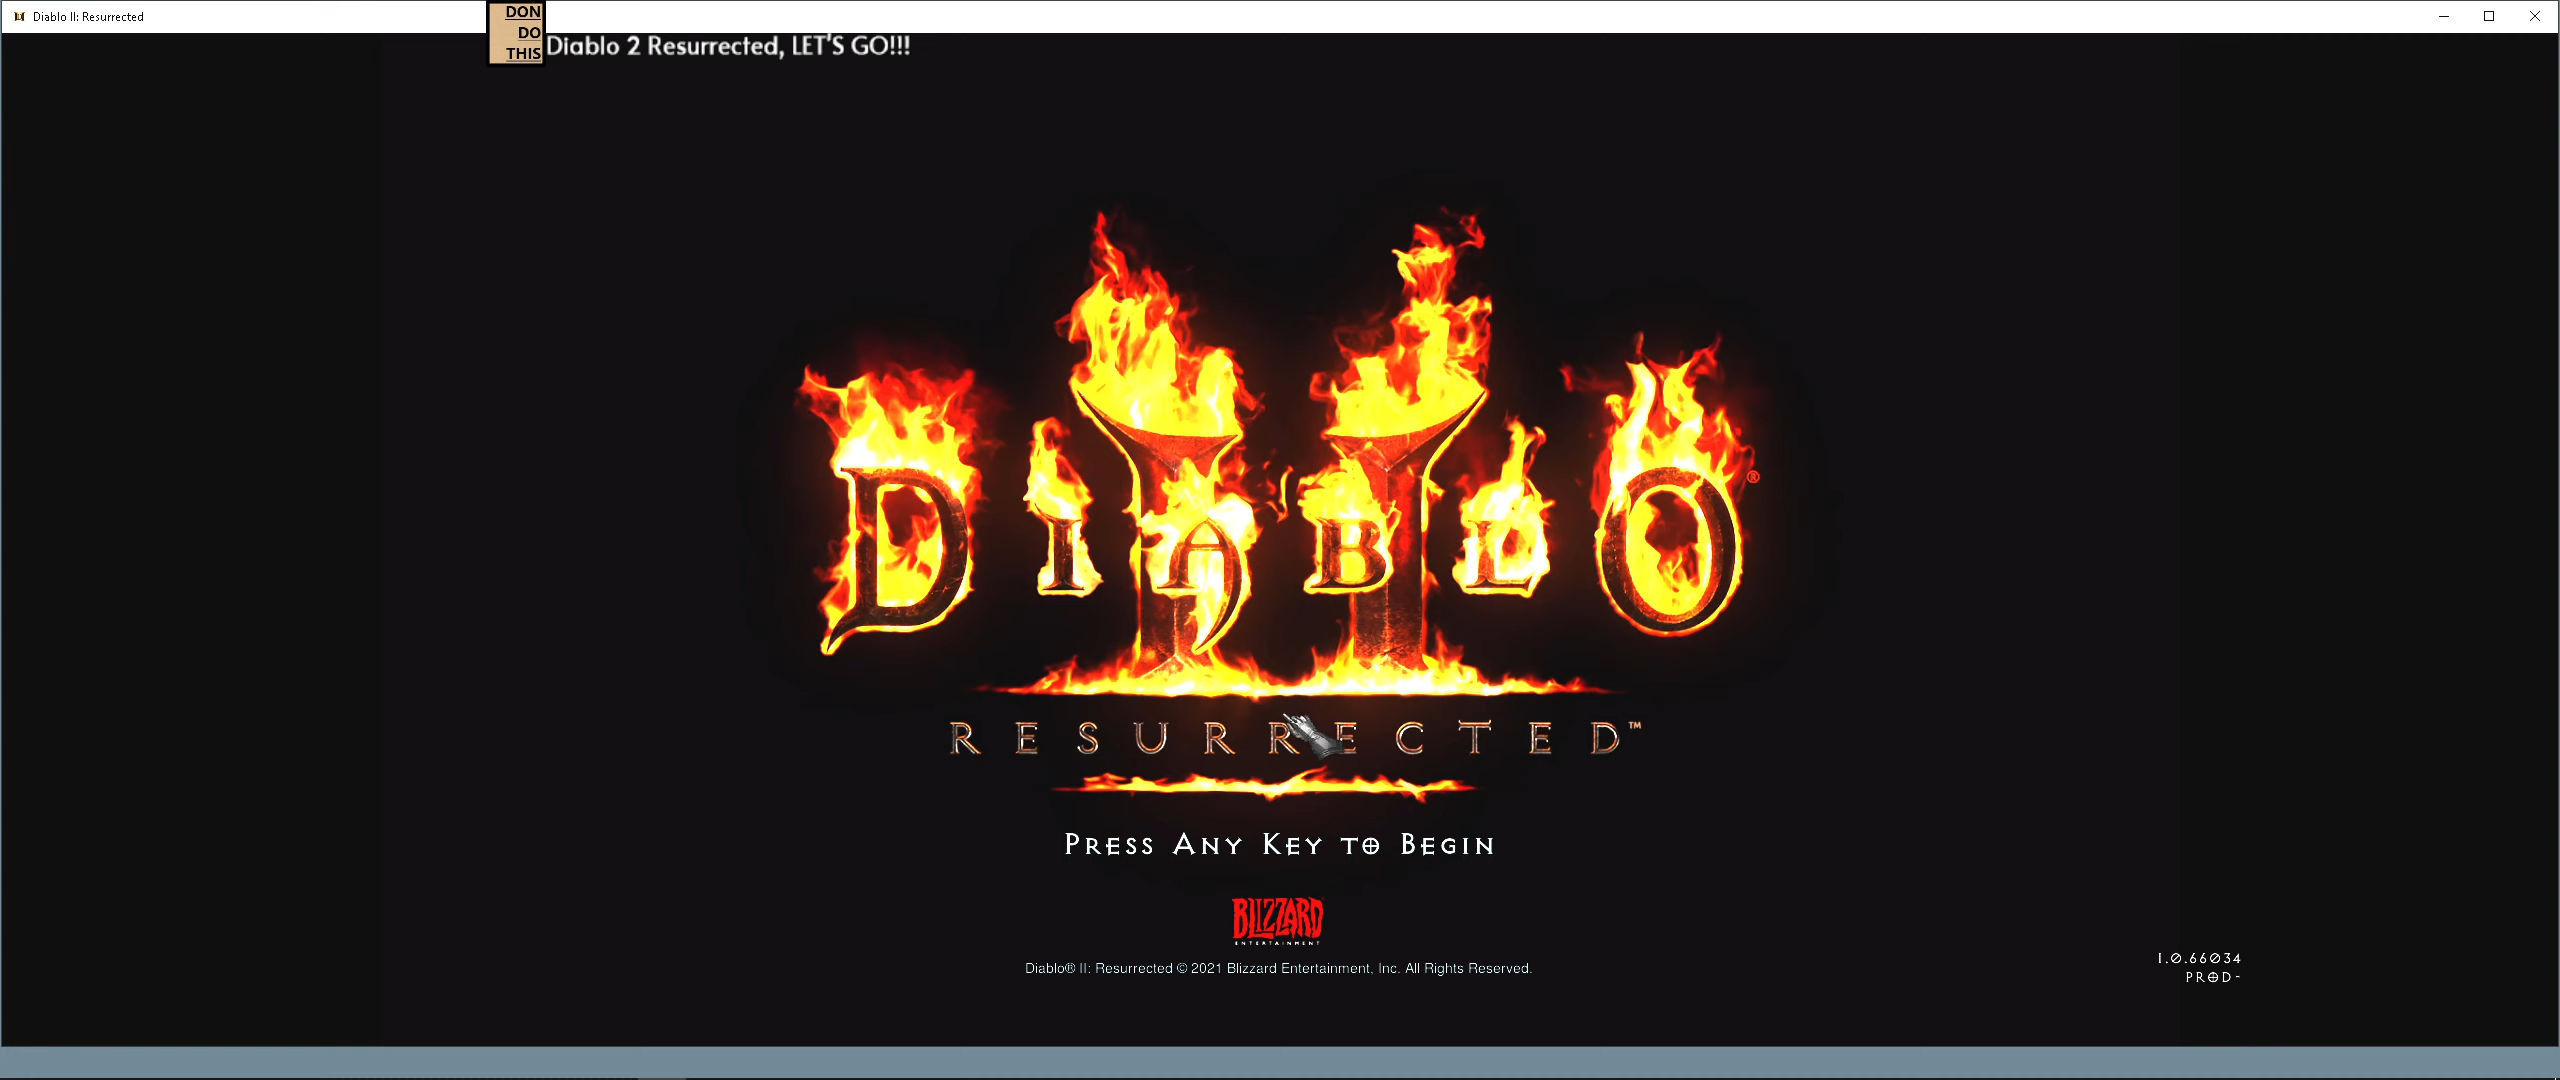 Diablo II: Resurrected
DON
DO
THIS
Diablo 2 Resurrected, LET'S GO!!!
DIABLO®
II
RESURRECTED™
PRESS ANY KEY TO BEGIN
BLIZZARD
ENTERTAINMENT
Diablo® II: Resurrected © 2021 Blizzard Entertainment, Inc. All Rights Reserved.
1.0.66034
PROD-